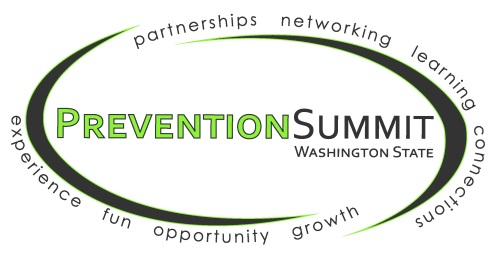 partnerships networking learning connections
PREVENTIONSUMMIT
WASHINGTON STATE
experience fun opportunity growth